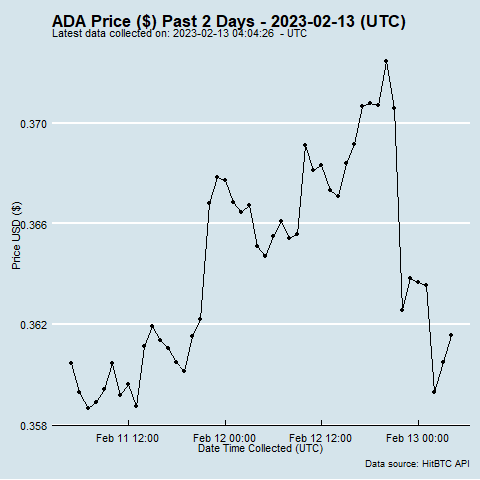 ADA Price ($) Past 2 Days - 2023-02-13 (UTC)
Latest data collected on: 2023-02-13 04:04:26 - UTC
0.370
0.366
0.362
0.358
Price USD ($)
Feb 11 12:00
Feb 12 00:00
Feb 12 12:00
Feb 13 00:00
Date Time Collected (UTC)
Data source: HitBTC API